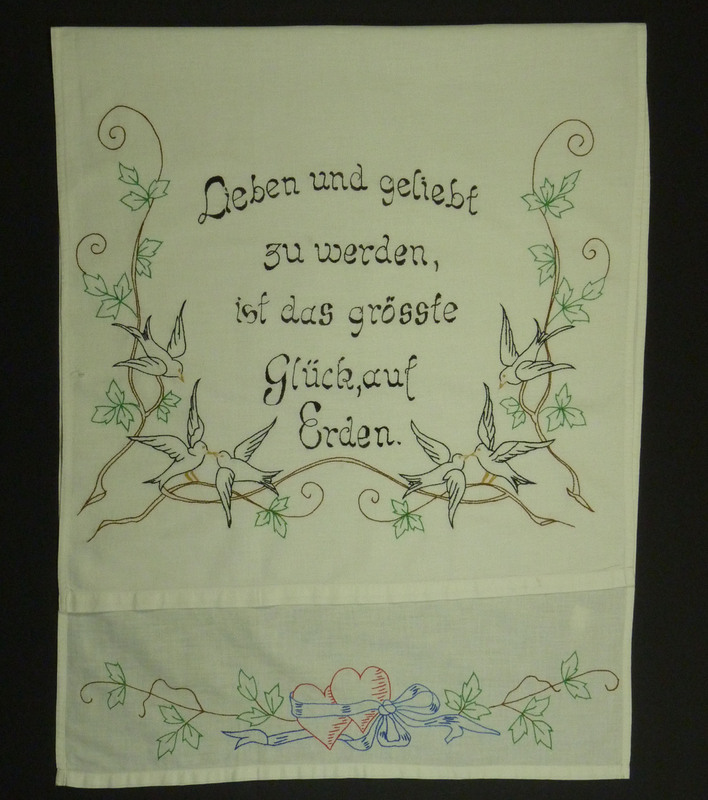 Lieben und geliebt
zu werden,
ist das grösste
Glück, auf
Erden.